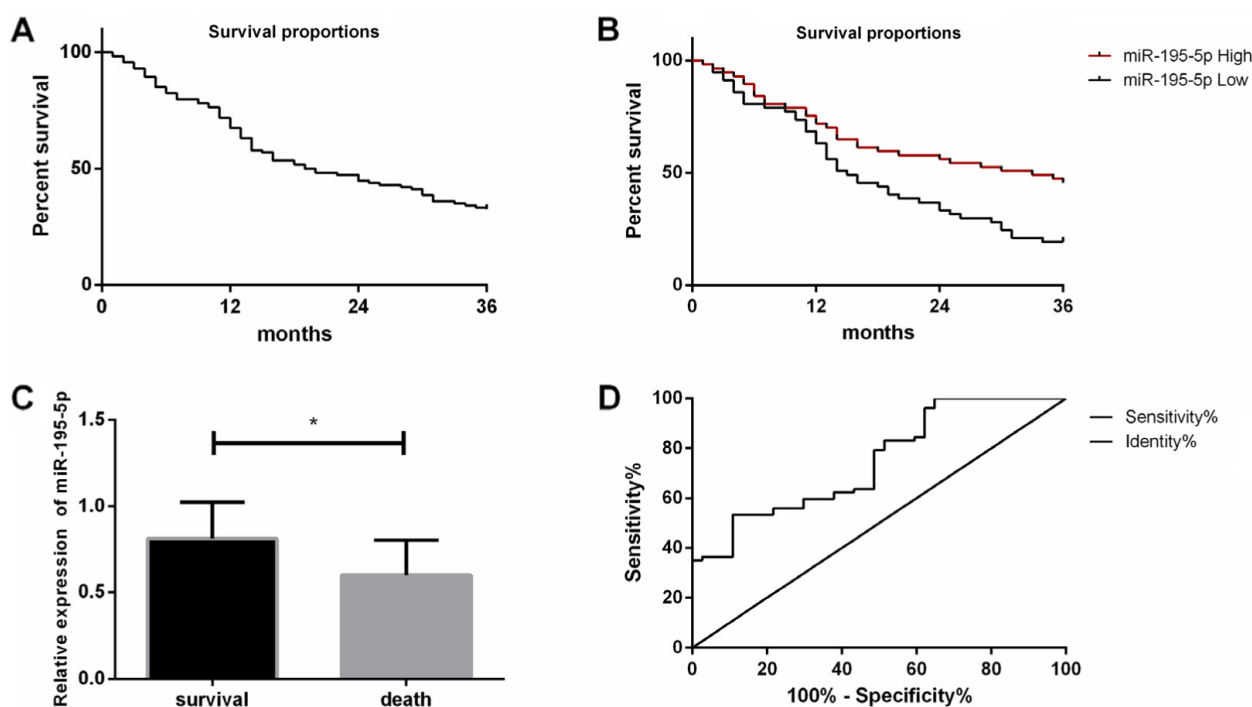 A
Survival proportions
Percent survival
100
50
0
0 12 24 36
months
B
Survival proportions
Percent survival
100
50
0
0 12 24 36
months
miR-195-5p High
miR-195-5p Low
C
Relative expression of miR-195-5p
1.5
1.0
0.5
0.0
*
survival death
D
Sensitivity%
100
80
60
40
20
0
0 20 40 60 80 100
100% - Specificity%
Sensitivity%
Identity%